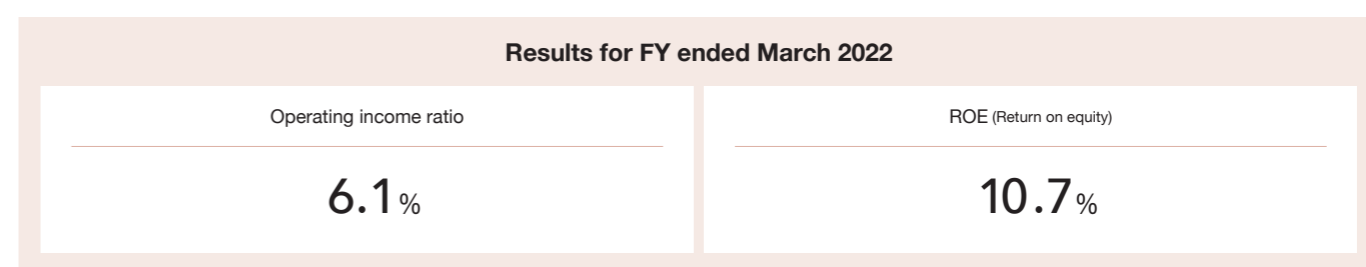 Results for FY ended March 2022
Operating income ratio
6.1%
ROE (Return on equity)
10.7%